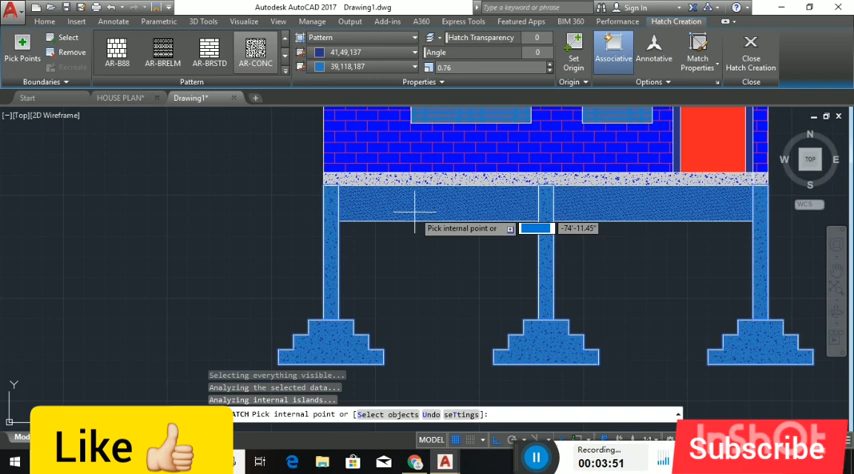 Autodesk AutoCAD 2017 Drawing1.dwg
Type a keyword or phrase
Sign In
Home Insert Annotate Parametric 3D Tools Visualize View Manage Output Add-ins A360 Express Tools Featured Apps BIM 360 Performance Hatch Creation
Pick Points
Select
Remove
Recreate
Boundaries
AR-B88
AR-BRELM
AR-BRSTD
AR-CONC
Pattern
Pattern
41,49,137
39,118,187
Hatch Transparency 0
Angle 0
0.76
Properties
Set Origin
Origin
Associative
Annotative
Match Properties
Options
Close Hatch Creation
Close
Start HOUSE PLAN* Drawing1*
[−][Top][2D Wireframe]
N
W TOP E
S
WCS
Pick internal point or
-74'-11.45"
Selecting everything visible...
Analyzing the selected data...
Analyzing internal islands...
HATCH Pick internal point or [Select objects Undo seTtings]:
Y
Like
MODEL
1:1
Recording...
00:03:51
InShOt
Subscribe